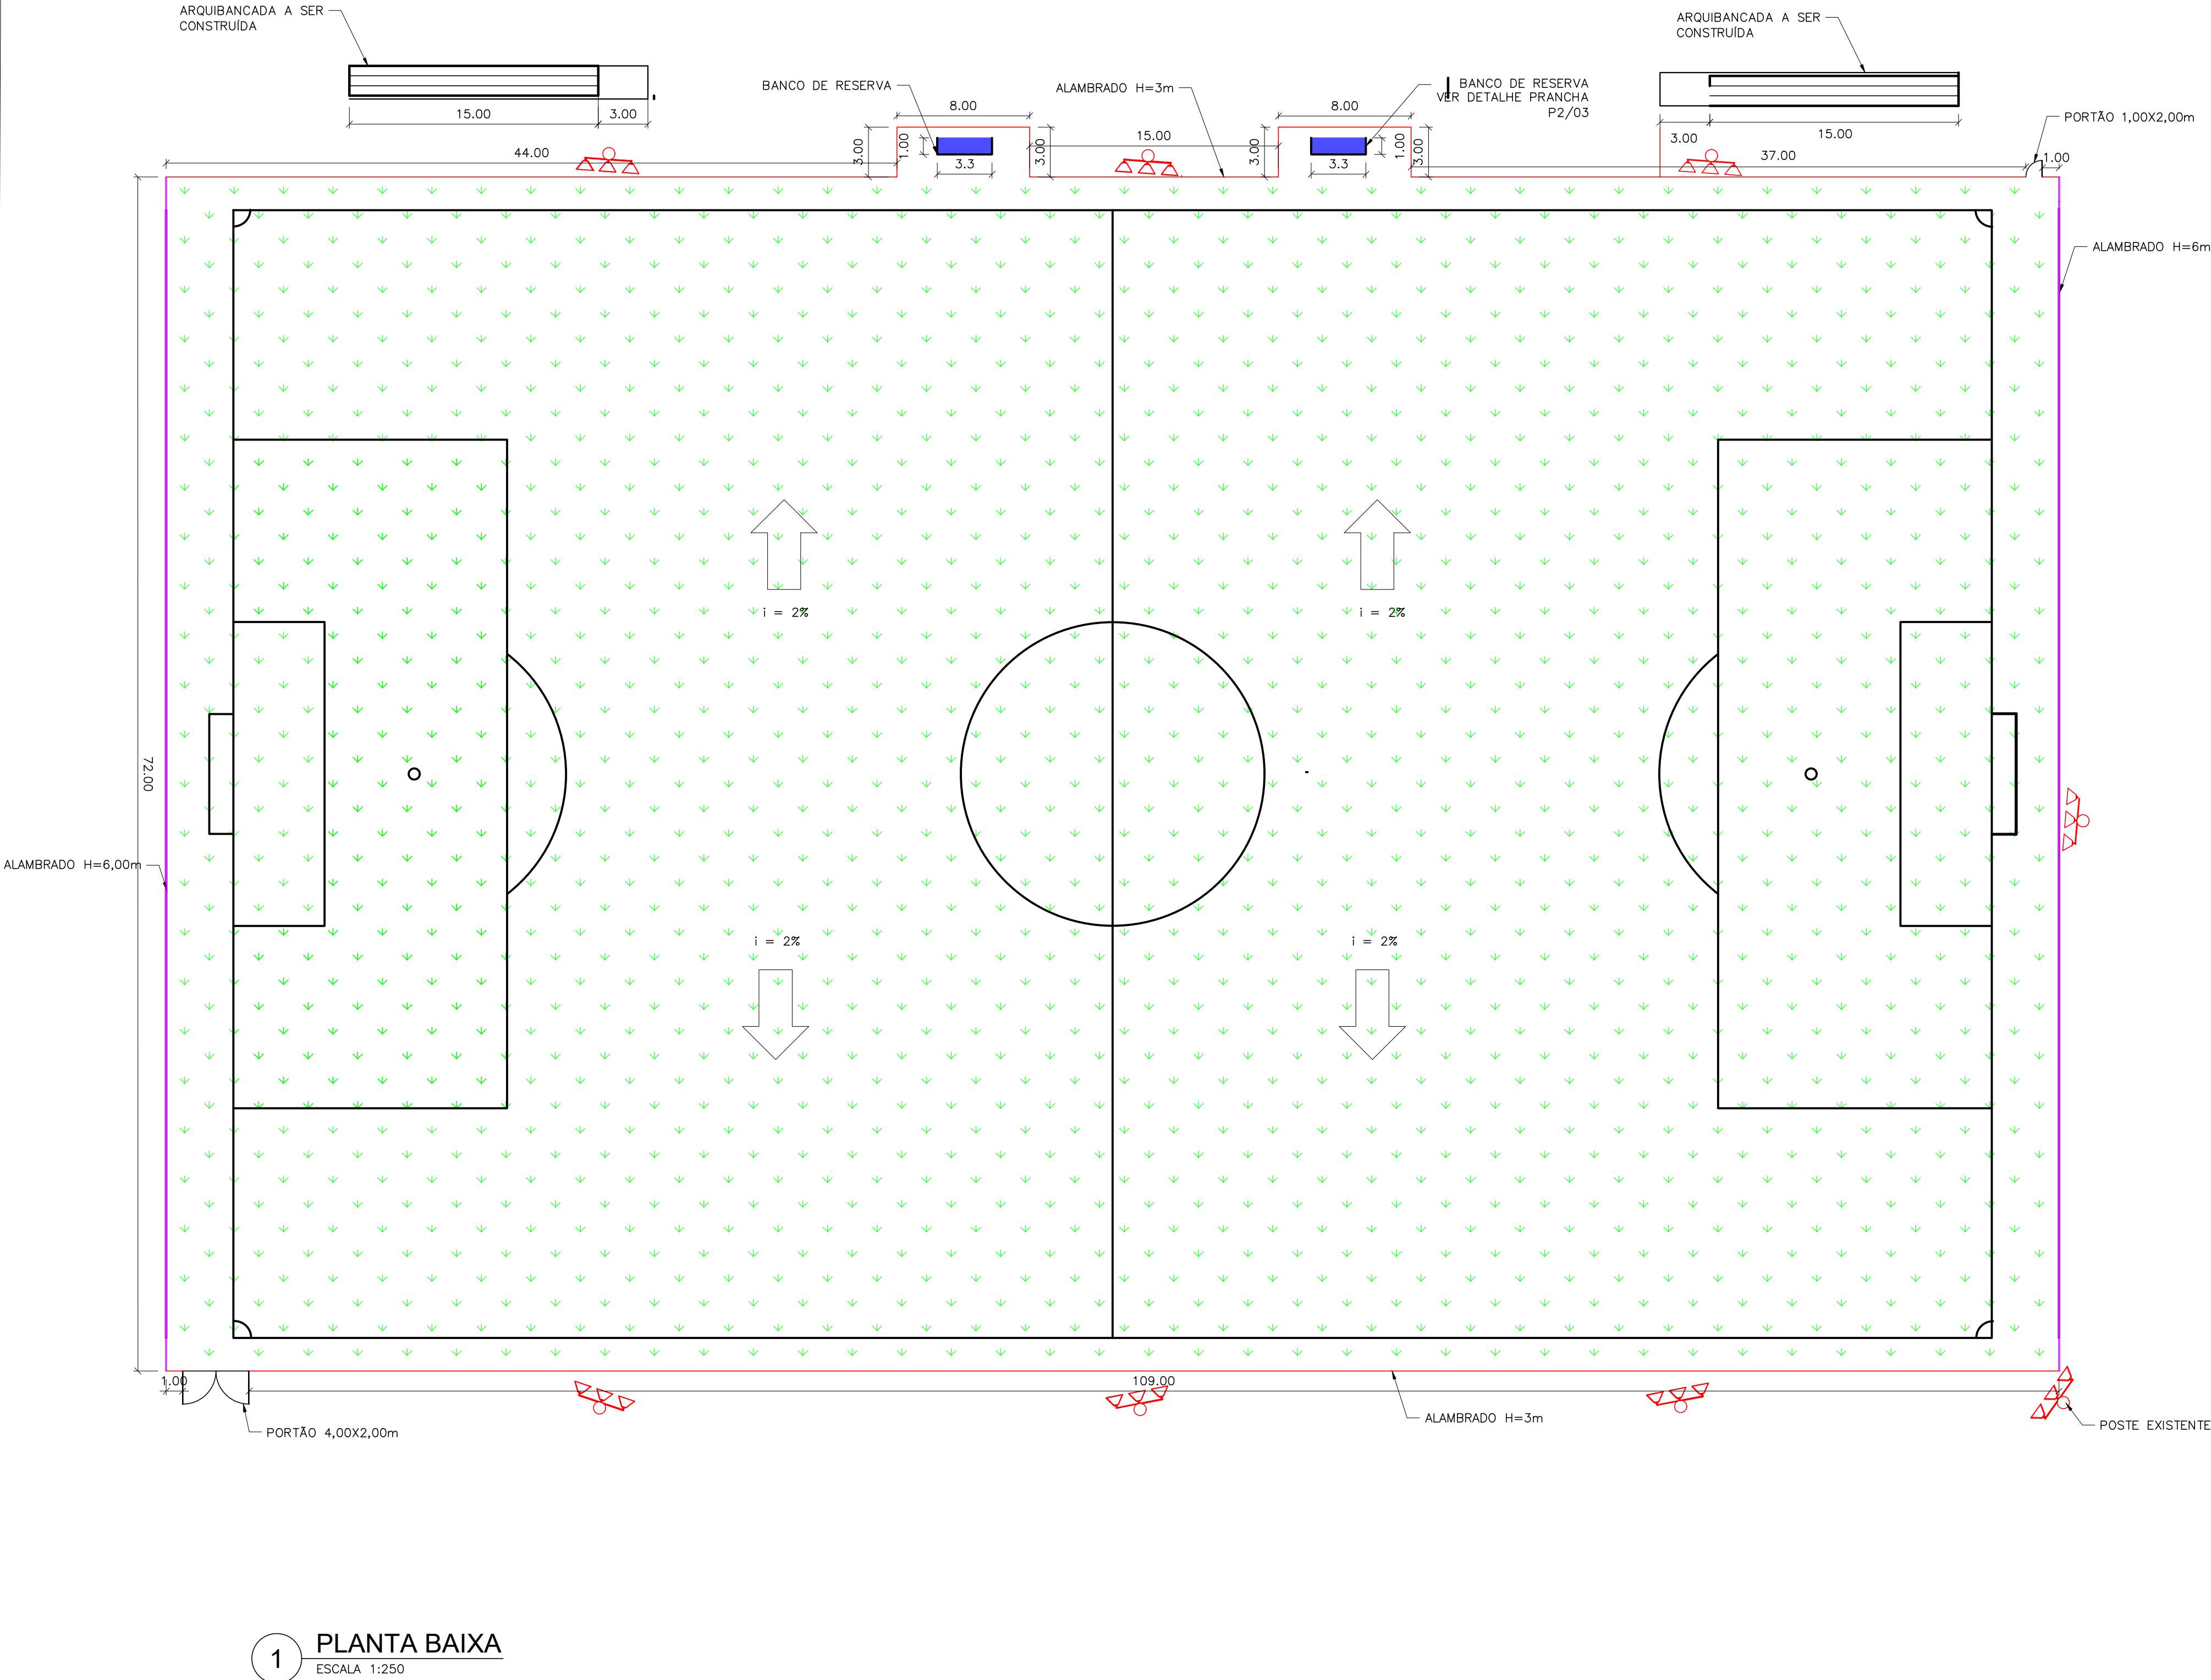 ARQUIBANCADA A SER
CONSTRUÍDA
ARQUIBANCADA A SER
CONSTRUÍDA
BANCO DE RESERVA
ALAMBRADO H=3m
BANCO DE RESERVA
VER DETALHE PRANCHA
P2/03
PORTÃO 1,00X2,00m
15.00
3.00
8.00
8.00
3.00
15.00
44.00
3.00
1.00
3.3
3.00
15.00
3.00
3.3
1.00
3.00
37.00
1.00
ALAMBRADO H=6m
i = 2%
i = 2%
72.00
ALAMBRADO H=6,00m
i = 2%
i = 2%
1.00
109.00
PORTÃO 4,00X2,00m
ALAMBRADO H=3m
POSTE EXISTENTE
1
PLANTA BAIXA
ESCALA 1:250